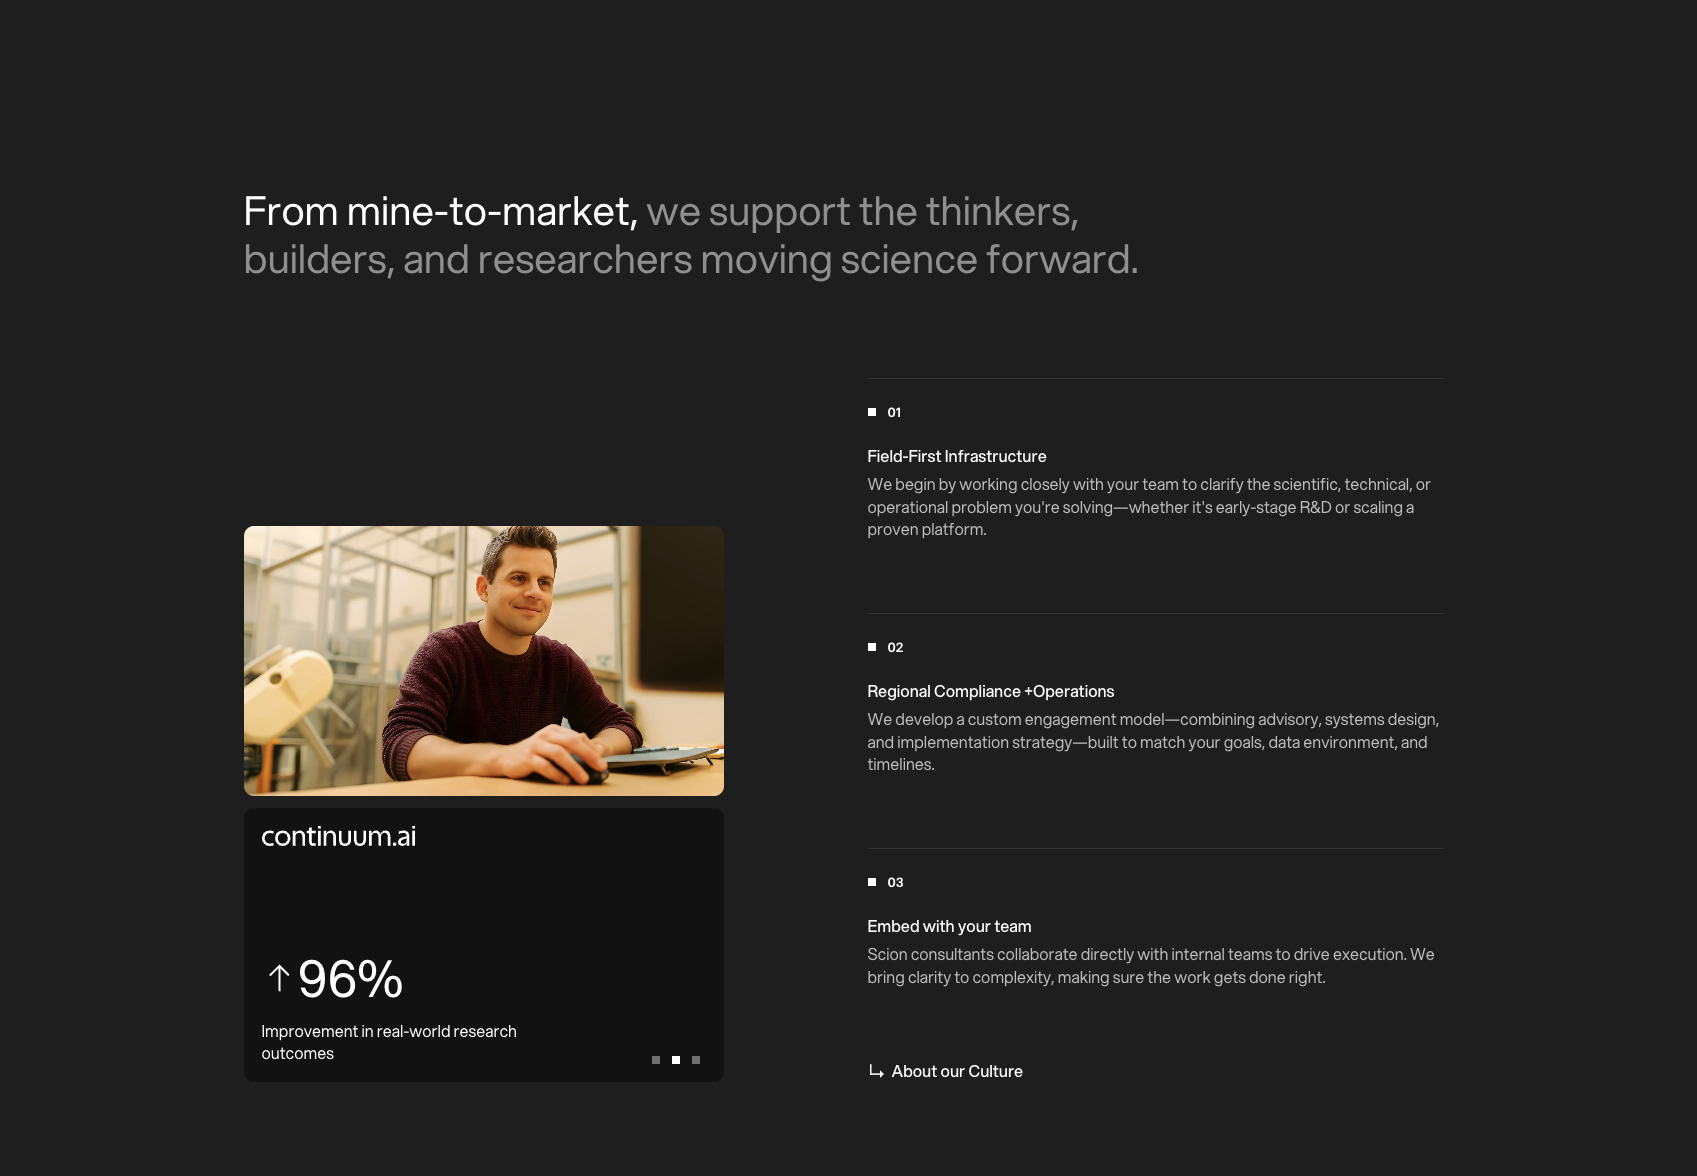 From mine-to-market, we support the thinkers,
builders, and researchers moving science forward.
continuum.ai
↑96%
Improvement in real-world research
outcomes
01
Field-First Infrastructure
We begin by working closely with your team to clarify the scientific, technical, or
operational problem you're solving—whether it's early-stage R&D or scaling a
proven platform.
02
Regional Compliance +Operations
We develop a custom engagement model—combining advisory, systems design,
and implementation strategy—built to match your goals, data environment, and
timelines.
03
Embed with your team
Scion consultants collaborate directly with internal teams to drive execution. We
bring clarity to complexity, making sure the work gets done right.
About our Culture